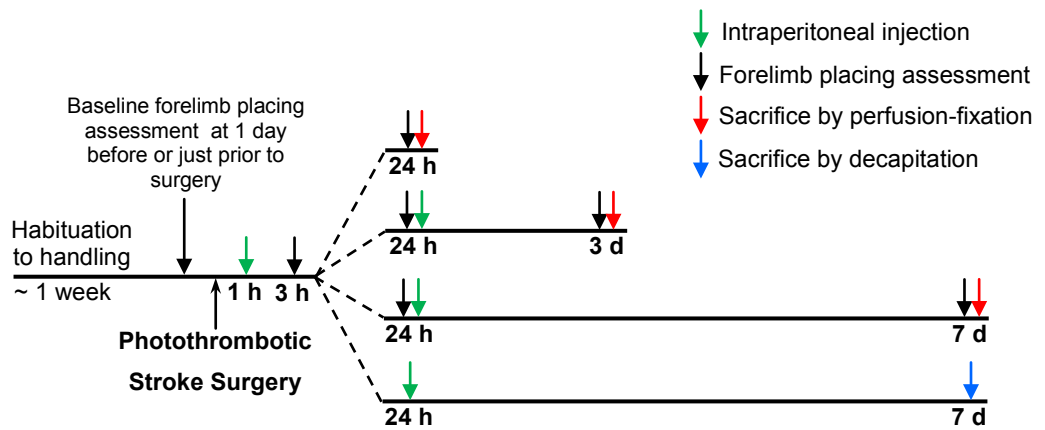 Intraperitoneal injection
Forelimb placing assessment
Sacrifice by perfusion-fixation
Sacrifice by decapitation
Baseline forelimb placing
assessment at 1 day
before or just prior to
surgery
Habituation
to handling
~ 1 week
1 h
3 h
Photothrombotic
Stroke Surgery
24 h
24 h
3 d
24 h
7 d
24 h
7 d